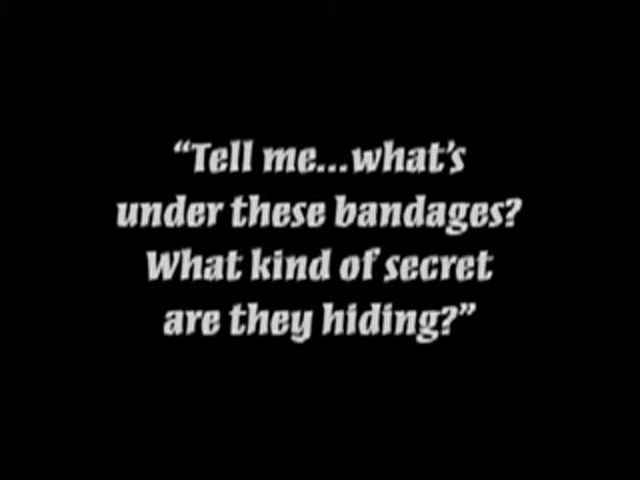 “Tell me...what’s
under these bandages?
What kind of secret
are they hiding?”